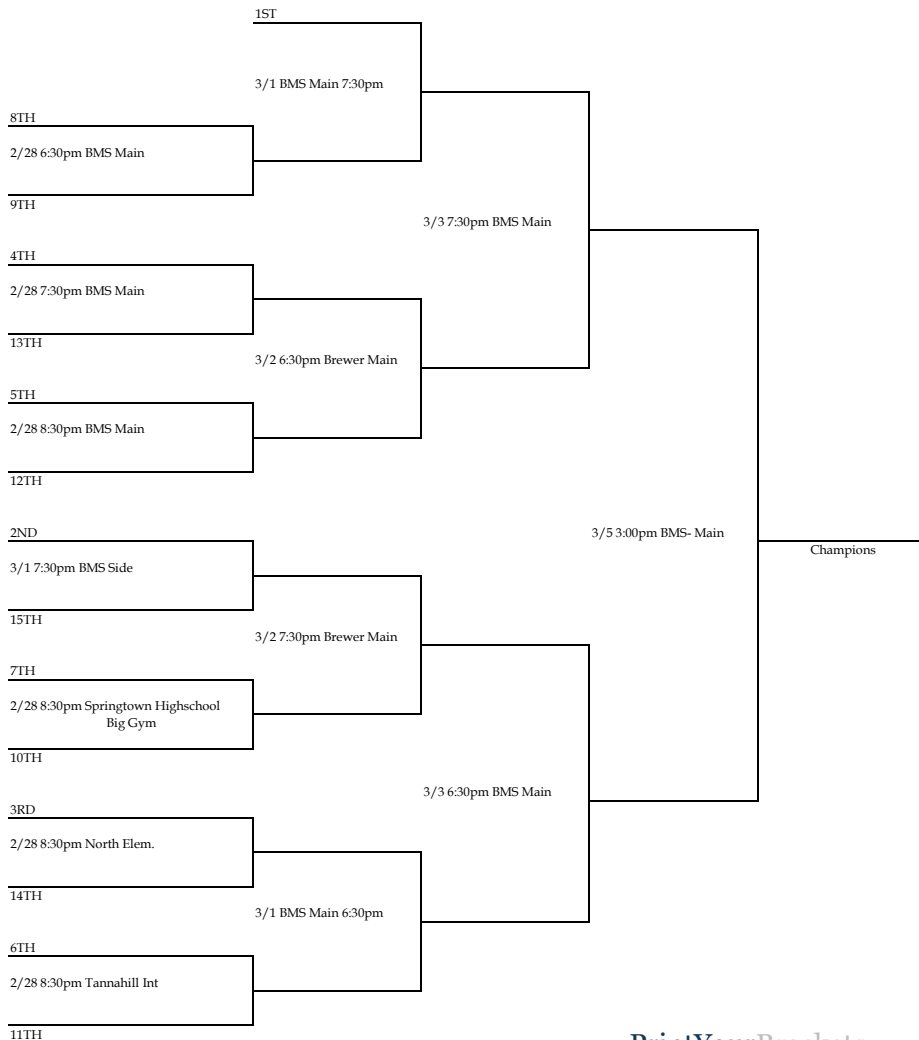 1ST
3/1 BMS Main 7:30pm
8TH
2/28 6:30pm BMS Main
9TH
3/3 7:30pm BMS Main
4TH
2/28 7:30pm BMS Main
13TH
3/2 6:30pm Brewer Main
5TH
2/28 8:30pm BMS Main
12TH
2ND
3/5 3:00pm BMS- Main
Champions
3/1 7:30pm BMS Side
15TH
3/2 7:30pm Brewer Main
7TH
2/28 8:30pm Springtown Highschool
Big Gym
10TH
3/3 6:30pm BMS Main
3RD
2/28 8:30pm North Elem.
14TH
3/1 BMS Main 6:30pm
6TH
2/28 8:30pm Tannahill Int
11TH
PrintYourBrackets